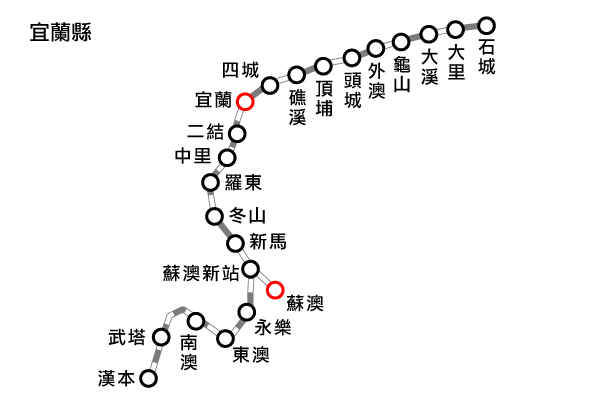 宜蘭縣
石城
大里
大溪
龜山
外澳
頭城
頂埔
礁溪
四城
宜蘭
二結
中里
羅東
冬山
新馬
蘇澳新站
蘇澳
永樂
東澳
南澳
武塔
漢本